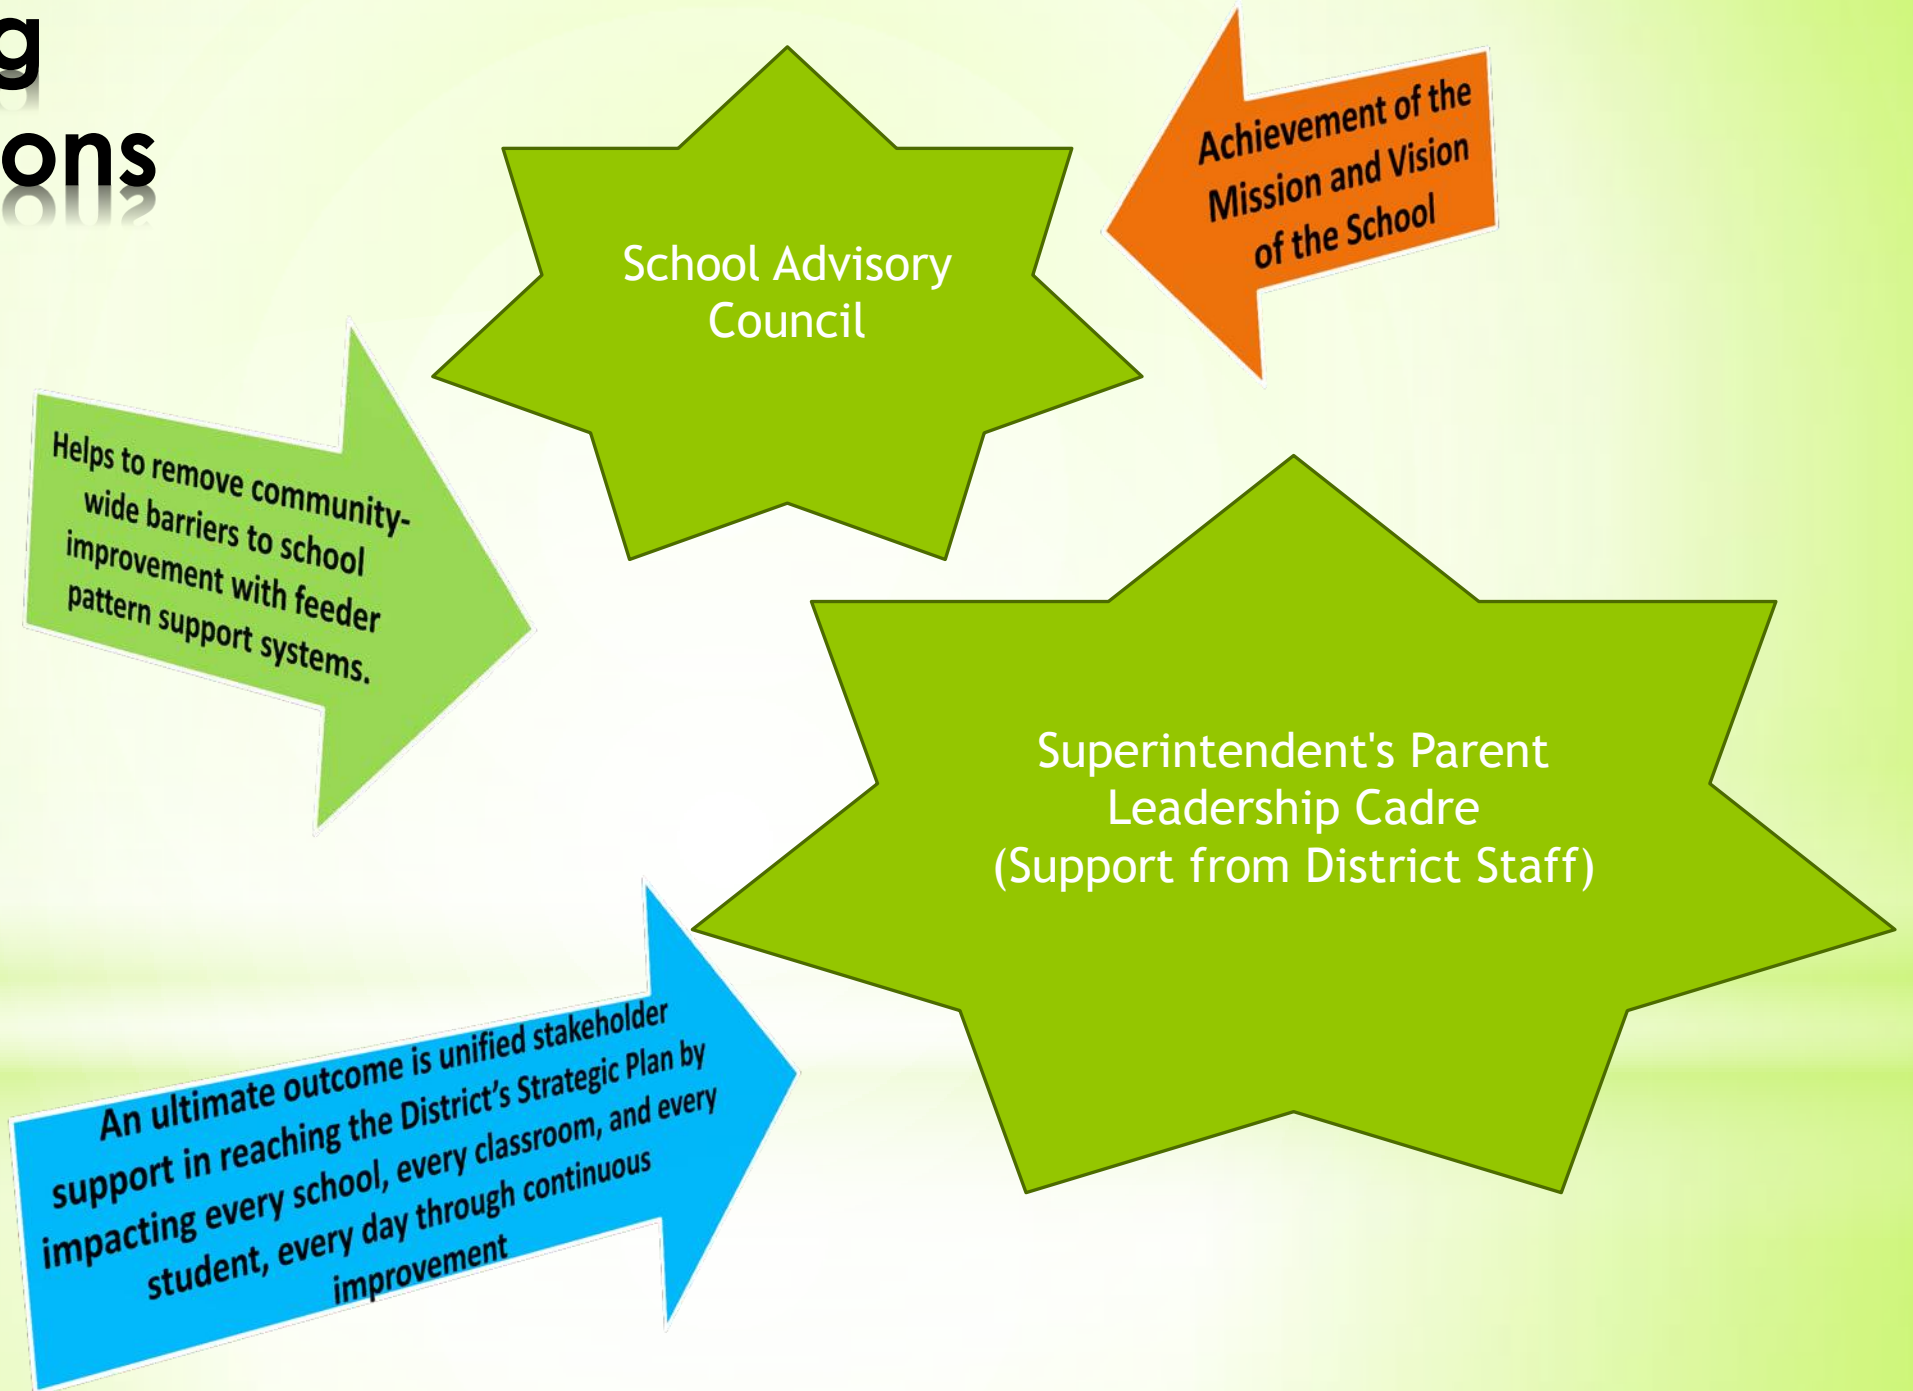 g
ons
School Advisory
Council
Achievement of the
Mission and Vision
of the School
Helps to remove community-
wide barriers to school
improvement with feeder
pattern support systems.
Superintendent's Parent
Leadership Cadre
(Support from District Staff)
An ultimate outcome is unified stakeholder
support in reaching the District’s Strategic Plan by
impacting every school, every classroom, and every
student, every day through continuous
improvement